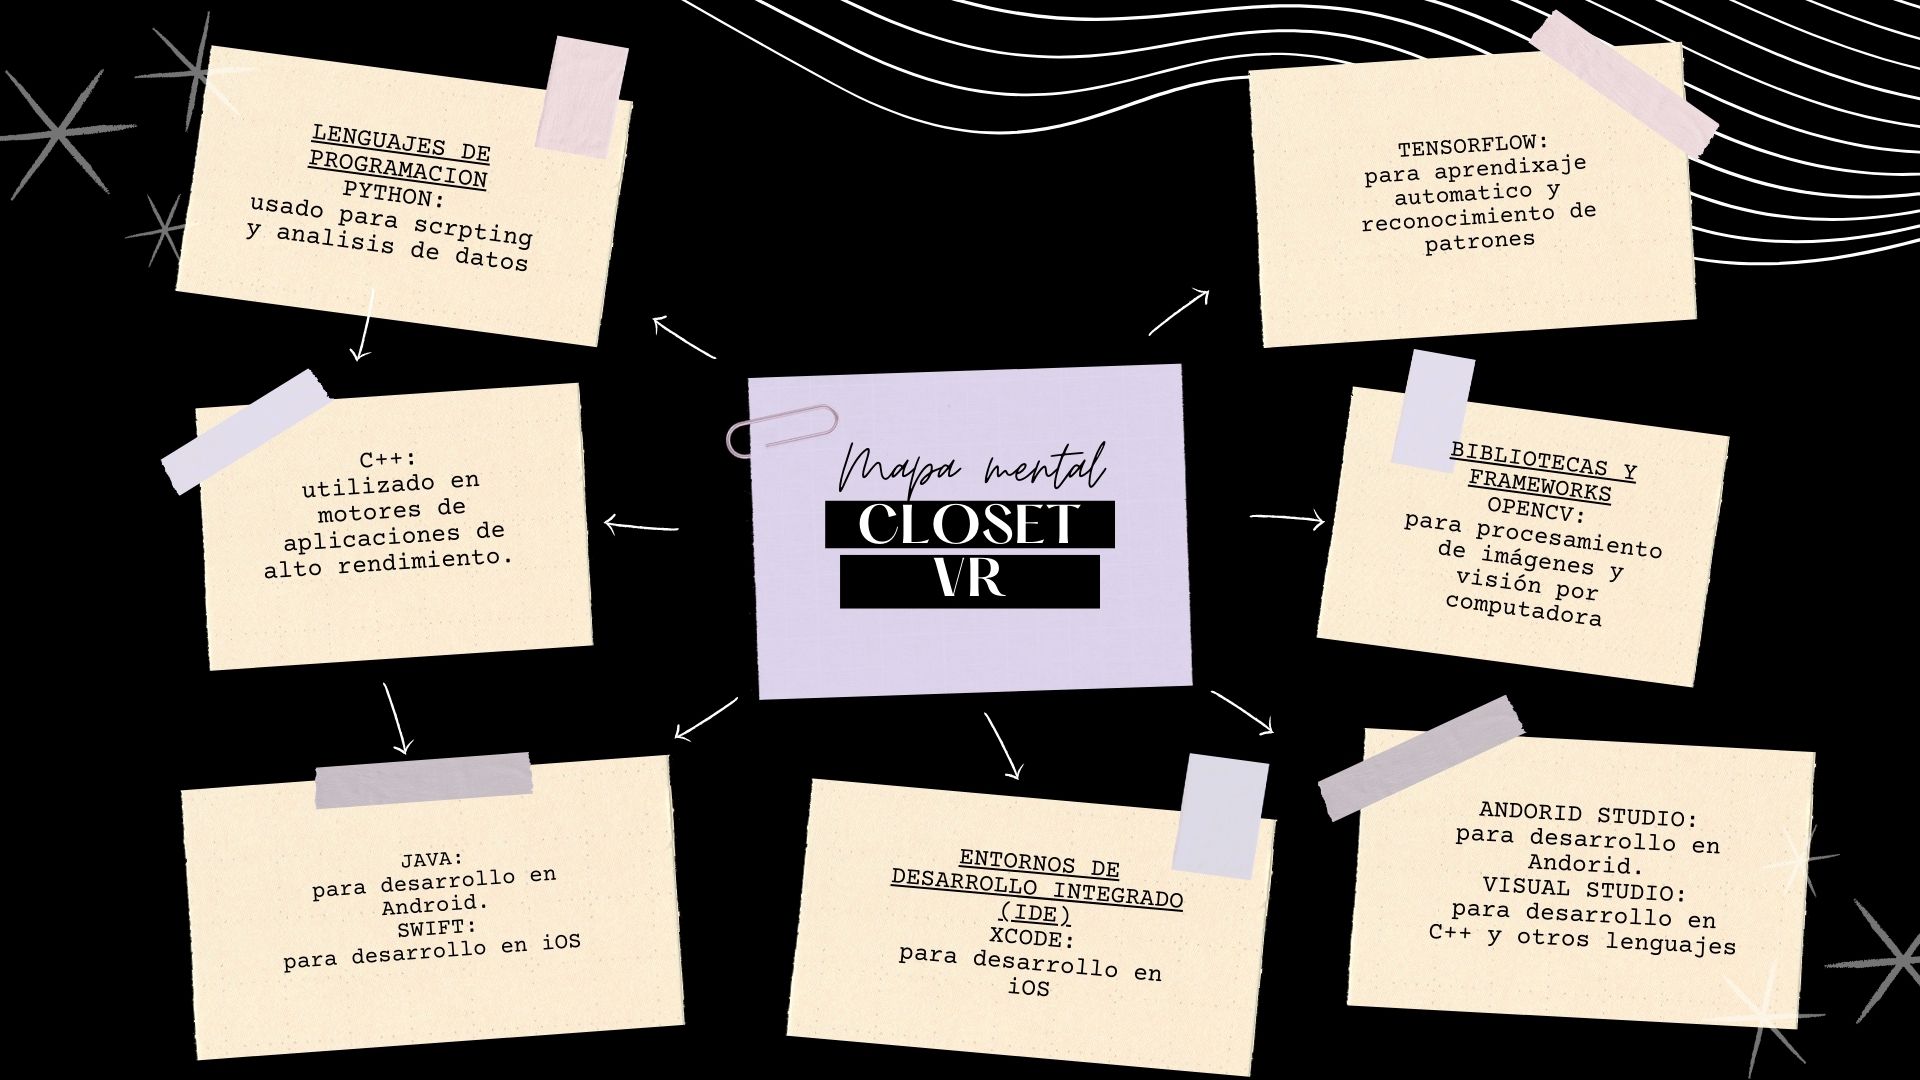 LENGUAJES DE
PROGRAMACION
PYTHON:
usado para scrpting
y analisis de datos
TENSORFLOW:
para aprendixaje
automatico y
reconocimiento de
patrones
C++:
utilizado en
motores de
aplicaciones de
alto rendimiento.
Mapa mental
CLOSET
VR
BIBLIOTECAS Y
FRAMEWORKS
OPENCV:
para procesamiento
de imágenes y
visión por
computadora
JAVA:
para desarrollo en
Android.
SWIFT:
para desarrollo en iOS
ENTORNOS DE
DESARROLLO INTEGRADO
(IDE)
XCODE:
para desarrollo en
iOS
ANDORID STUDIO:
para desarrollo en
Andorid.
VISUAL STUDIO:
para desarrollo en
C++ y otros lenguajes